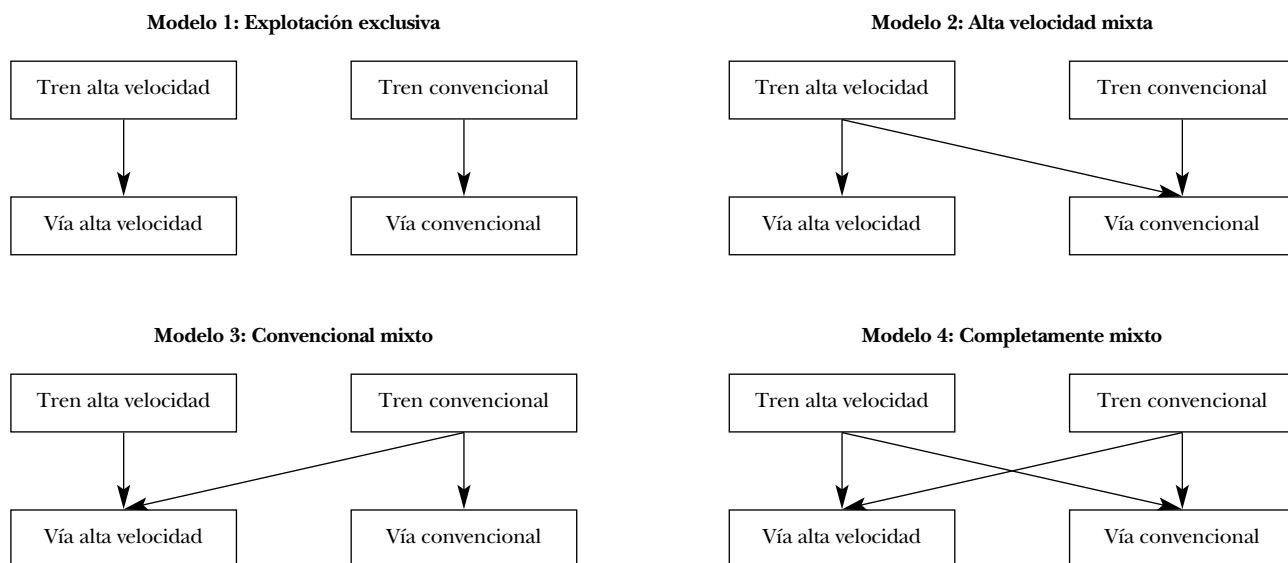 Modelo 1: Explotación exclusiva
Tren alta velocidad
Tren convencional
Vía alta velocidad
Vía convencional
Modelo 2: Alta velocidad mixta
Tren alta velocidad
Tren convencional
Vía alta velocidad
Vía convencional
Modelo 3: Convencional mixto
Tren alta velocidad
Tren convencional
Vía alta velocidad
Vía convencional
Modelo 4: Completamente mixto
Tren alta velocidad
Tren convencional
Vía alta velocidad
Vía convencional